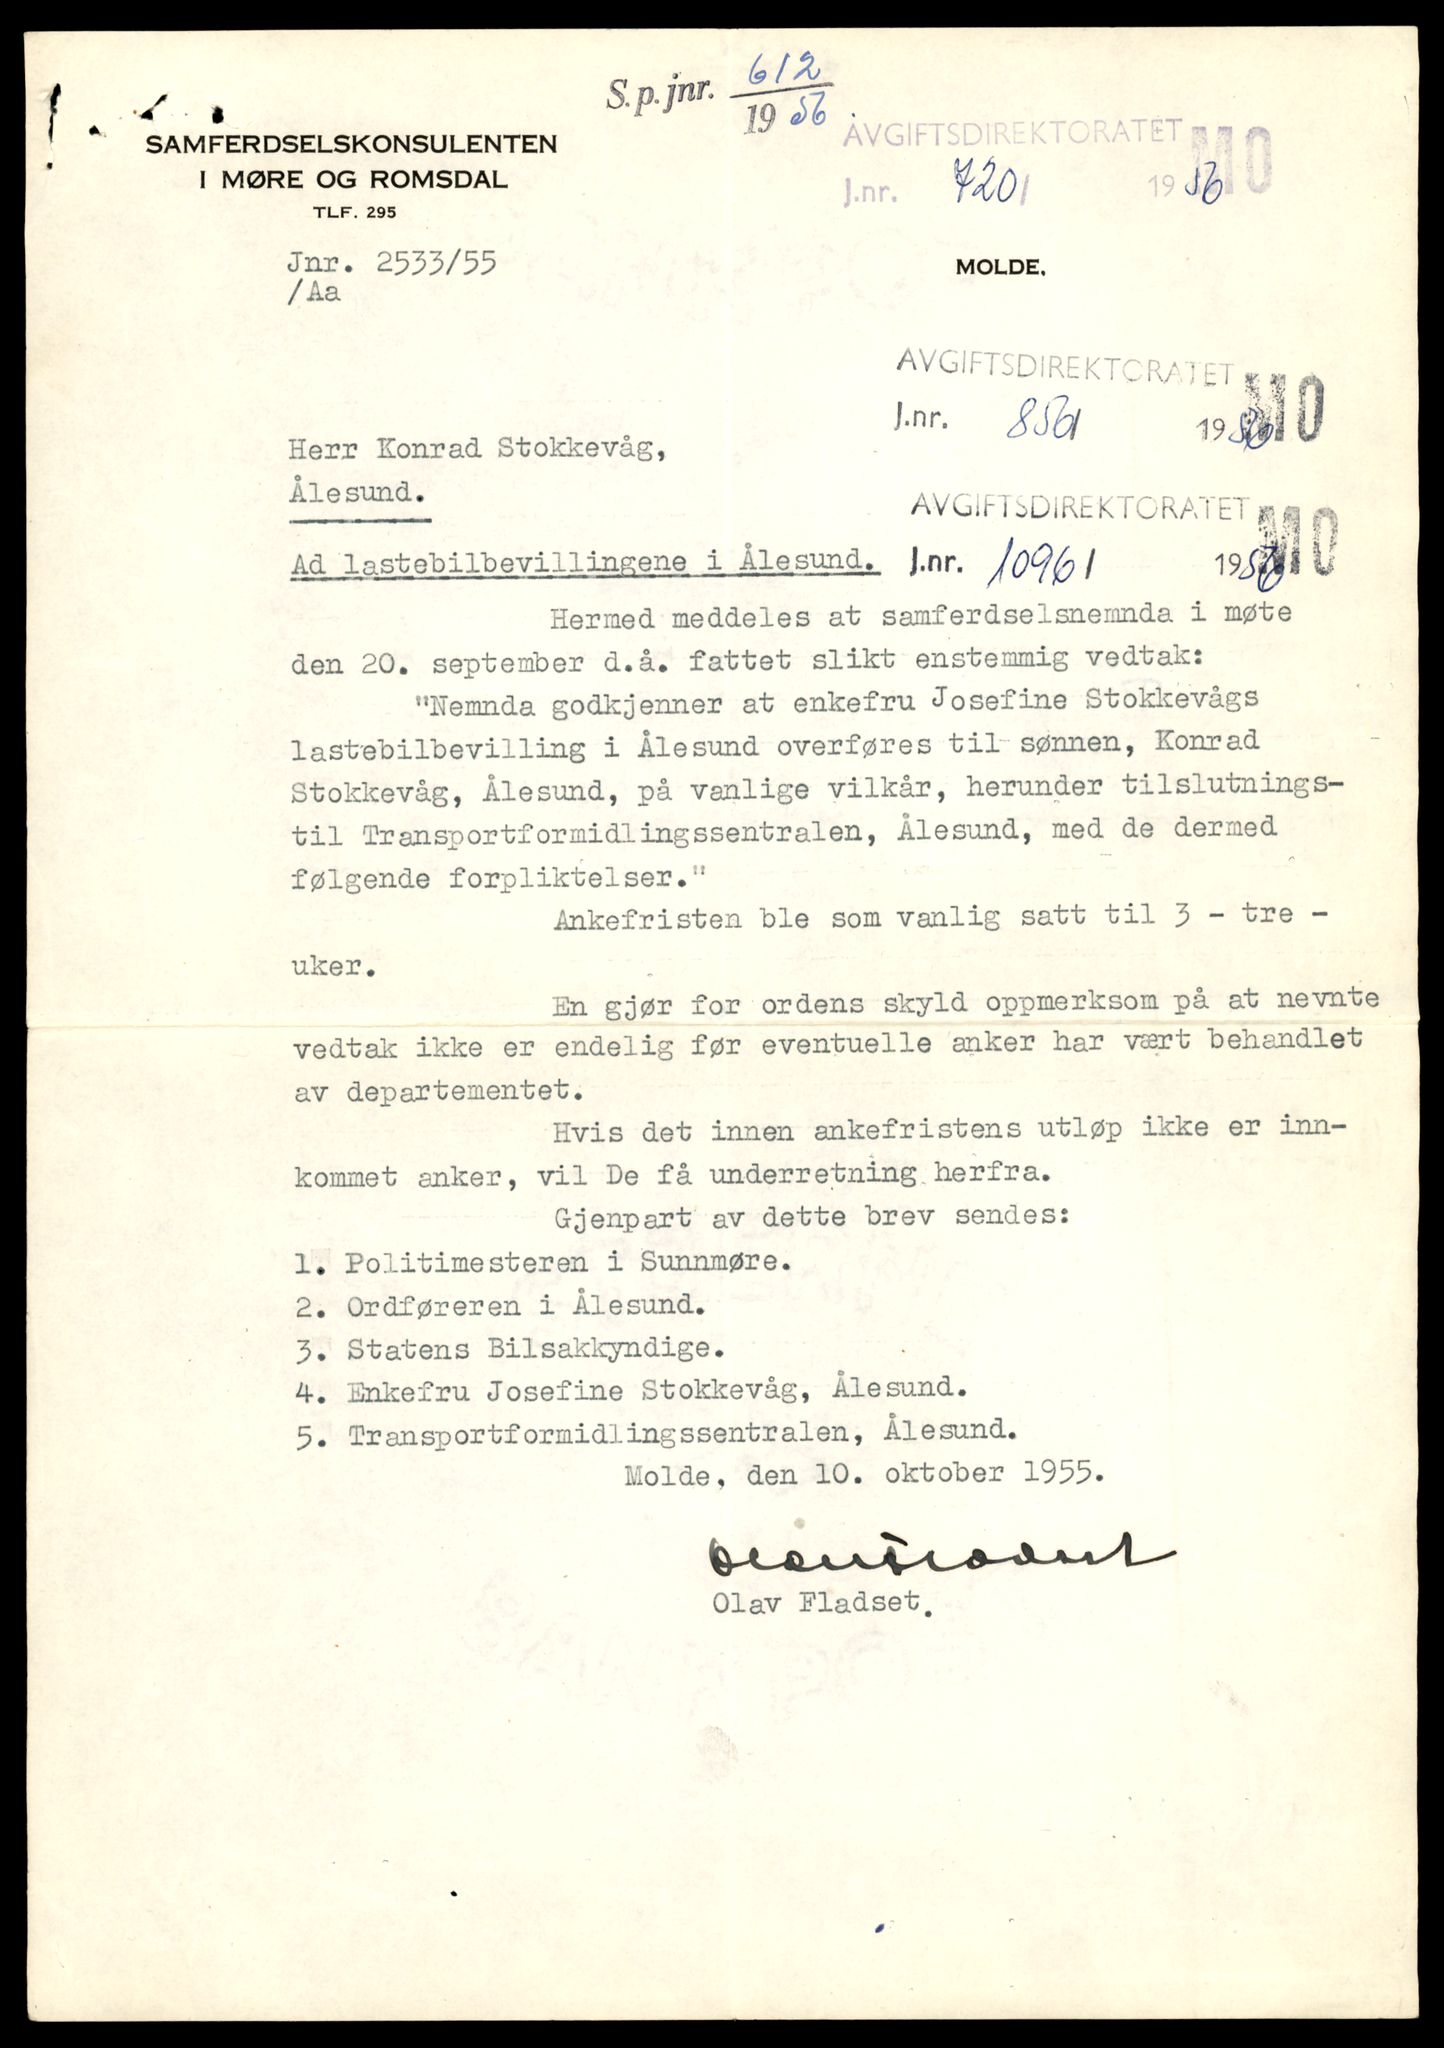 S.p.jnr. 612
1956
AVGIFTSDIREKTORATET MO
J.nr. 7201 1956
SAMFERDSELSKONSULENTEN
I MØRE OG ROMSDAL
TLF. 295
Jnr. 2533/55
/Aa
MOLDE,
AVGIFTSDIREKTORATET MO
J.nr. 8561 1956
Herr Konrad Stokkevåg,
Ålesund.
AVGIFTSDIREKTORATET MO
J.nr. 10961 1956
Ad lastebilbevillingene i Ålesund.
Hermed meddeles at samferdselsnemnda i møte
den 20. september d.å. fattet slikt enstemmig vedtak:
"Nemnda godkjenner at enkefru Josefine Stokkevågs
lastebilbevilling i Ålesund overføres til sønnen, Konrad
Stokkevåg, Ålesund, på vanlige vilkår, herunder tilslutnings-
til Transportformidlingssentralen, Ålesund, med de dermed
følgende forpliktelser."
Ankefristen ble som vanlig satt til 3 - tre -
uker.
En gjør for ordens skyld oppmerksom på at nevnte
vedtak ikke er endelig før eventuelle anker har vært behandlet
av departementet.
Hvis det innen ankefristens utløp ikke er inn-
kommet anker, vil De få underretning herfra.
Gjenpart av dette brev sendes:
1. Politimesteren i Sunnmøre.
2. Ordføreren i Ålesund.
3. Statens Bilsakkyndige.
4. Enkefru Josefine Stokkevåg, Ålesund.
5. Transportformidlingssentralen, Ålesund.
Molde, den 10. oktober 1955.
Olav Fladset
Olav Fladset.